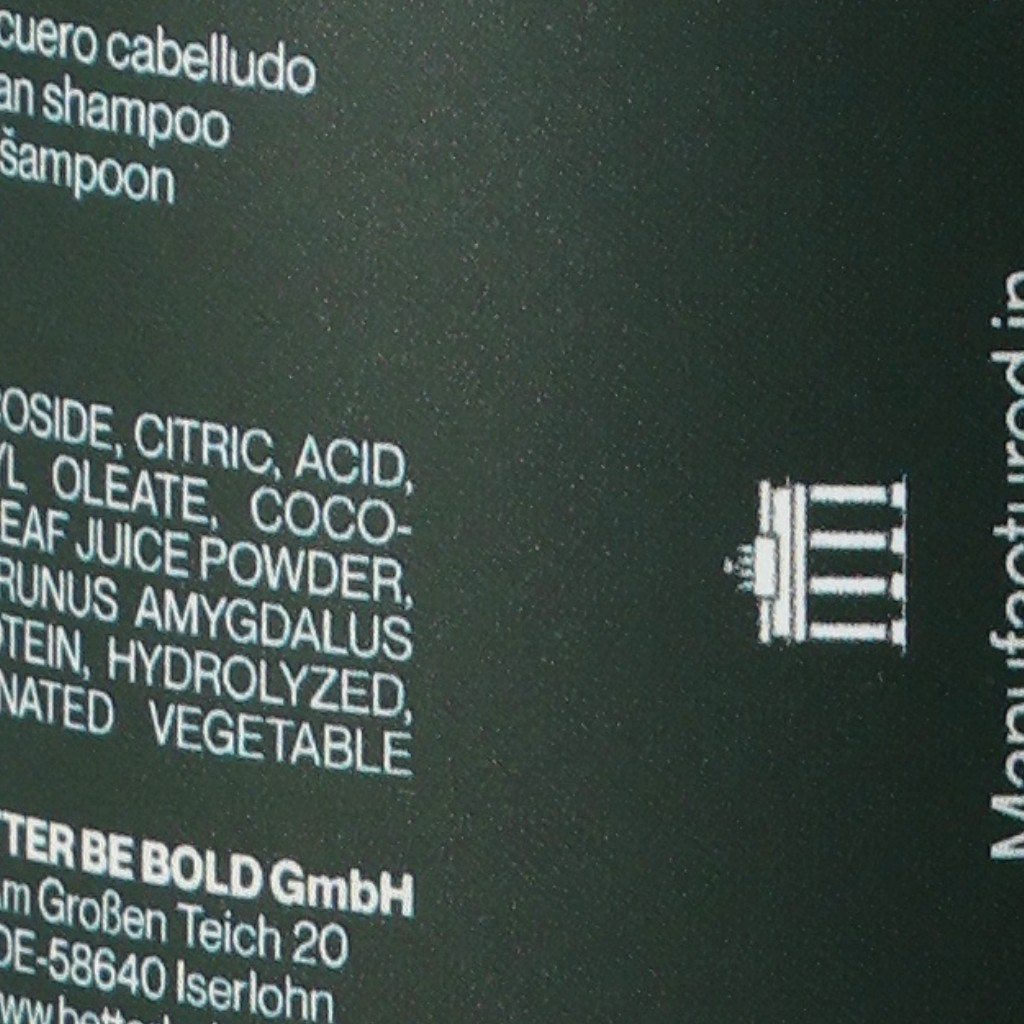 cuero cabelludo
an shampoo
šampoon
OSIDE, CITRIC, ACID,
YL OLEATE, COCO-
EAF JUICE POWDER,
RUNUS AMYGDALUS
OTEIN, HYDROLYZED,
NATED VEGETABLE
TTER BE BOLD GmbH
m Großen Teich 20
DE-58640 Iserlohn
Manufactured in